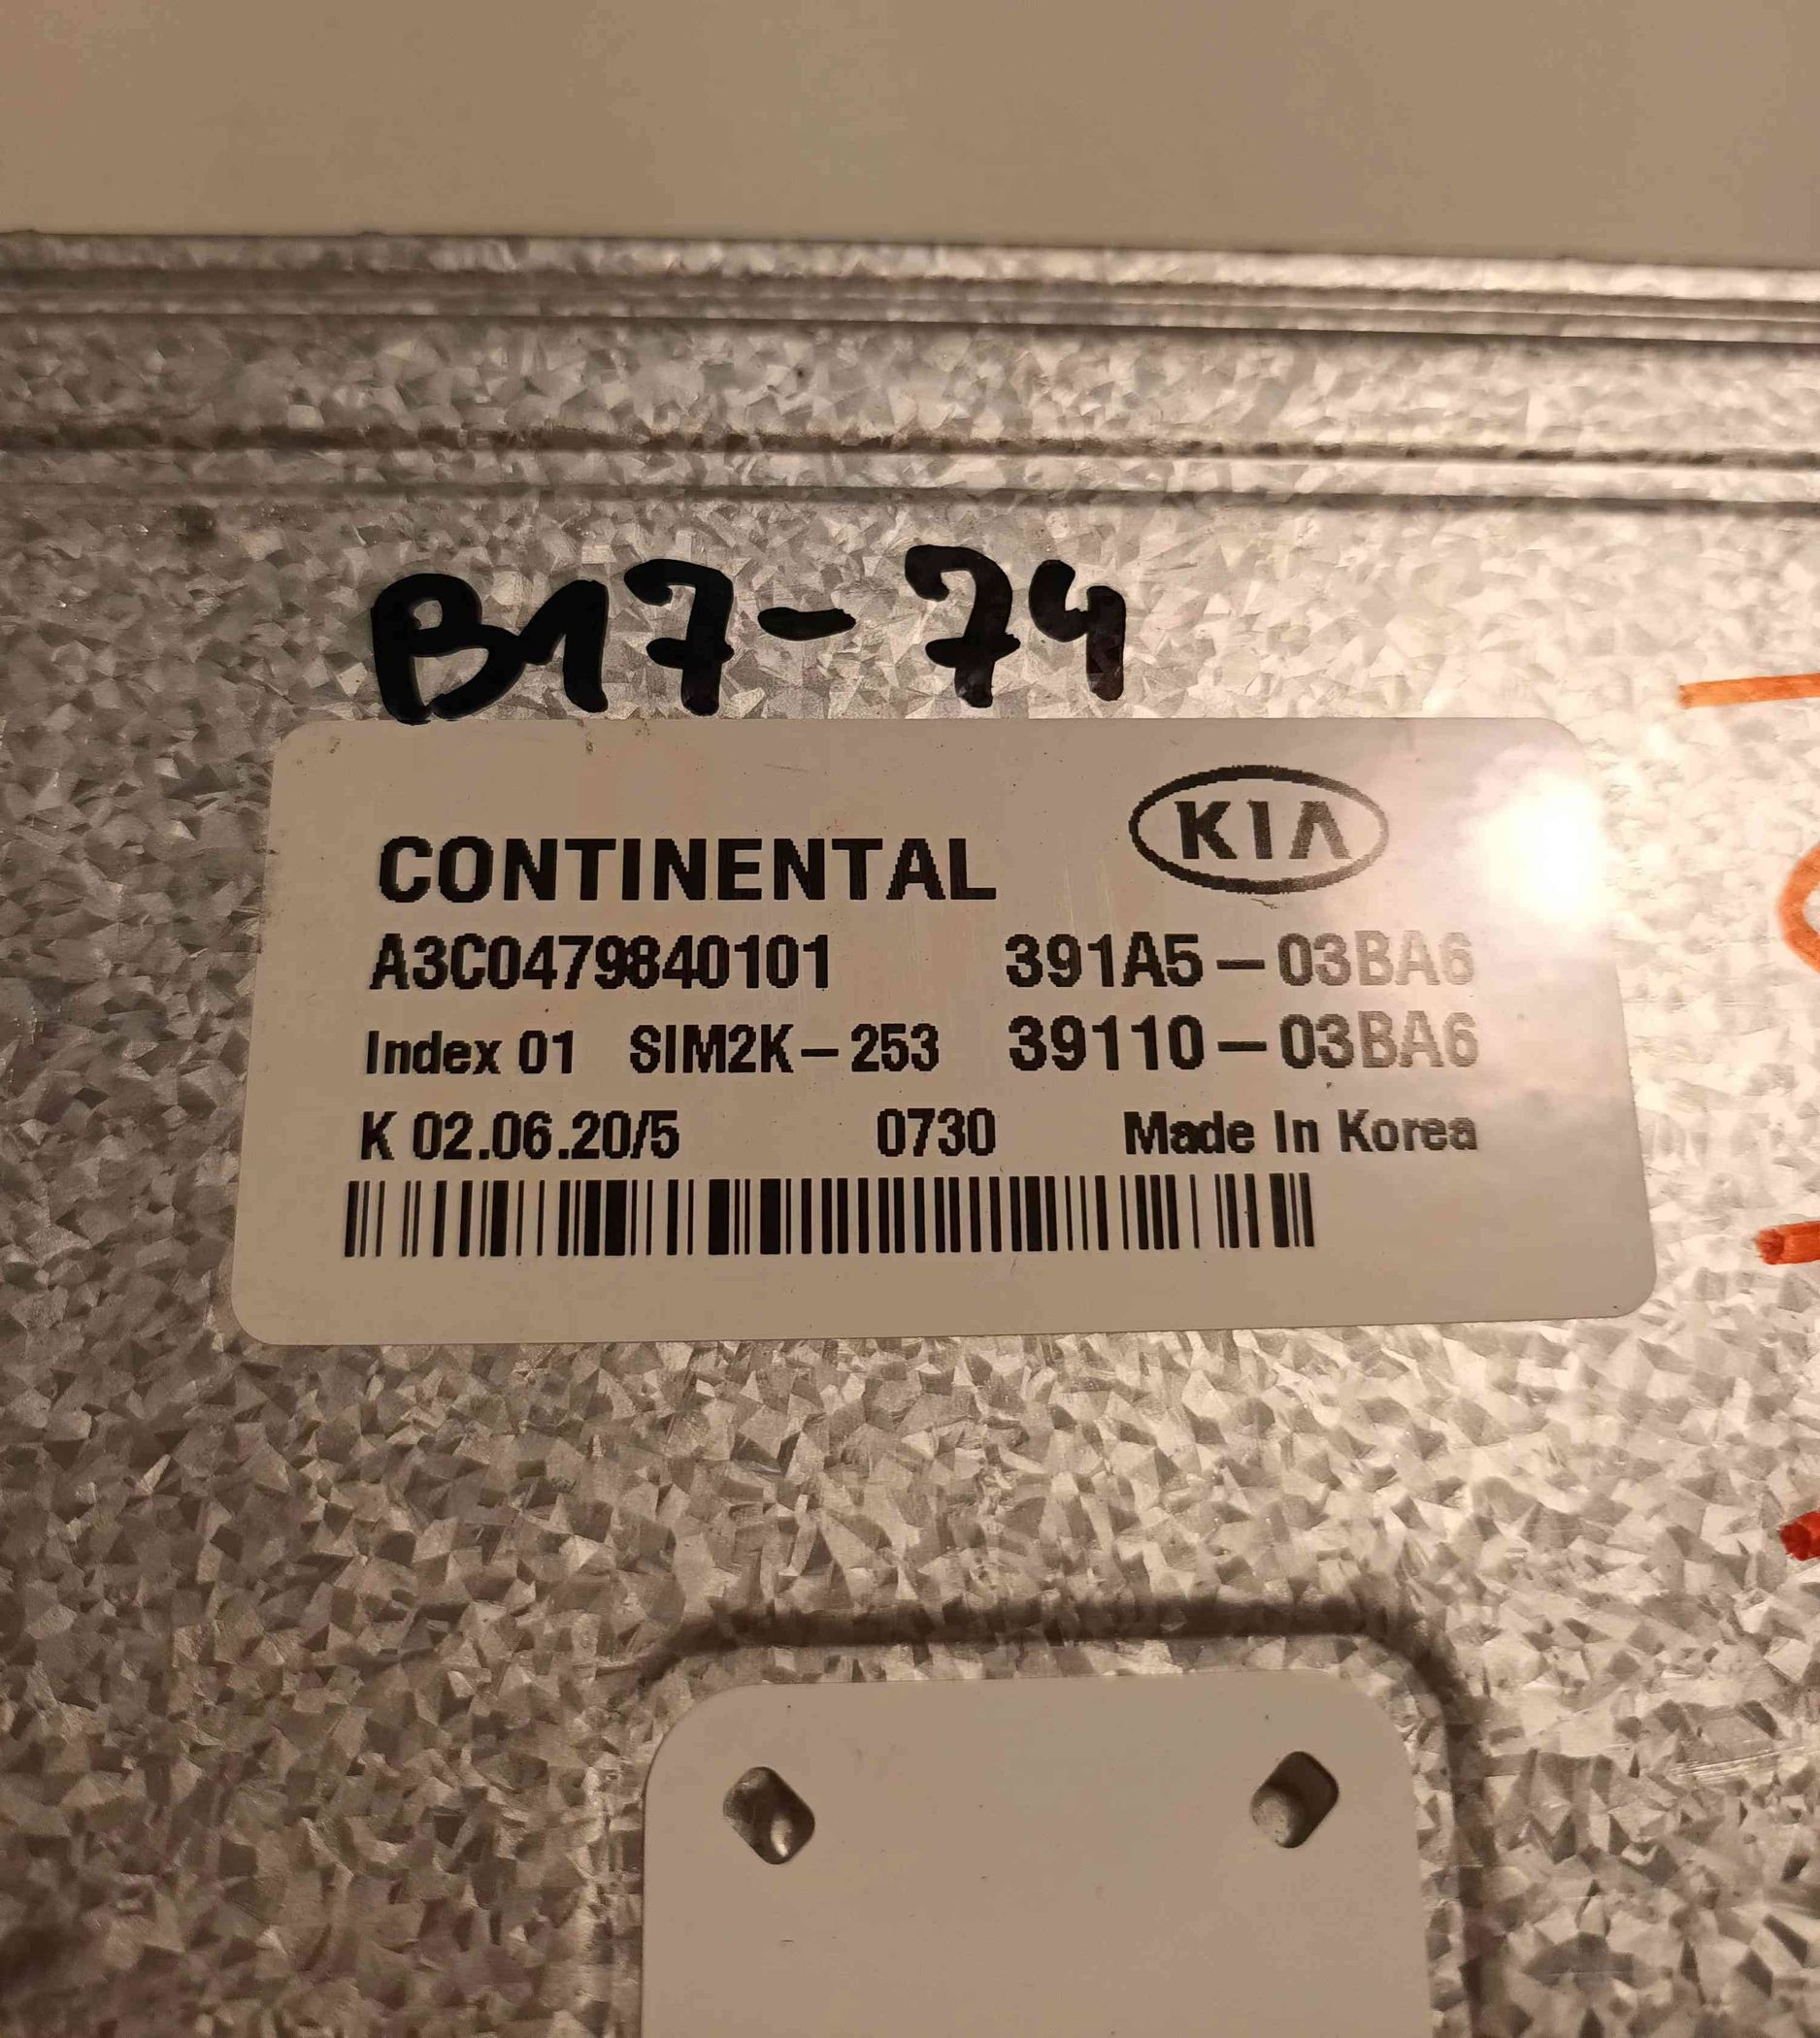 B17-74
KIA
CONTINENTAL
A3C0479840101 391A5-03BA6
Index 01 SIM2K-253 39110-03BA6
K 02.06.20/5 0730 Made In Korea